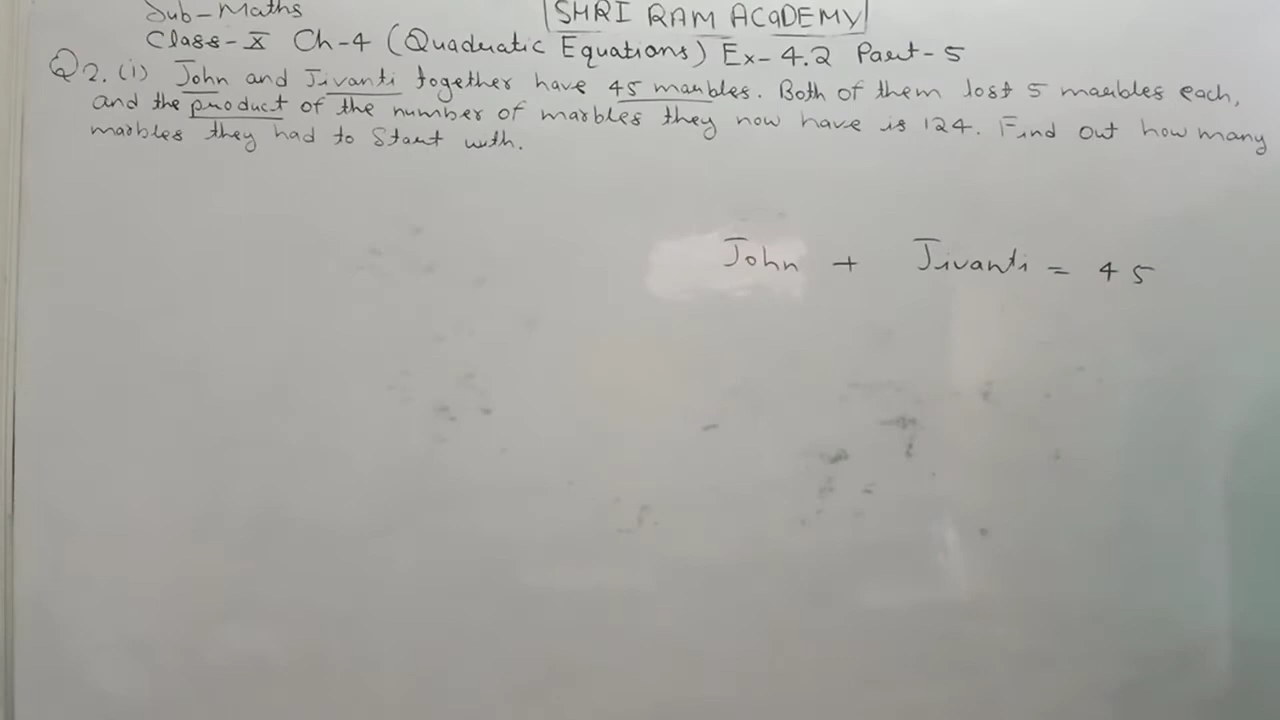 Sub-Maths
SHRI RAM ACADEMY
Class-X Ch-4 (Quadratic Equations) Ex-4.2 Part-5
Q2.(i) John and Jivanti together have 45 marbles. Both of them lost 5 marbles each,
and the product of the number of marbles they now have is 124. Find out how many
marbles they had to start with.
John + Jivanti = 45